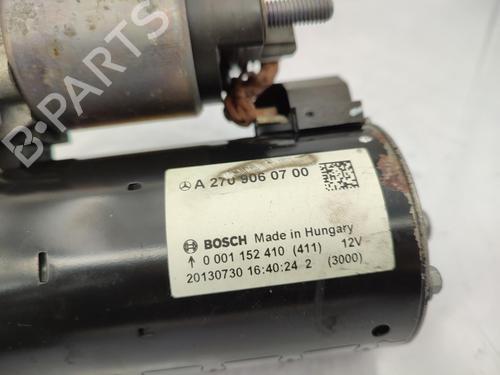 B-PARTS
A 270 906 07 00
BOSCH Made in Hungary
0 001 152 410 (411) 12V
20130730 16:40:24 2 (3000)